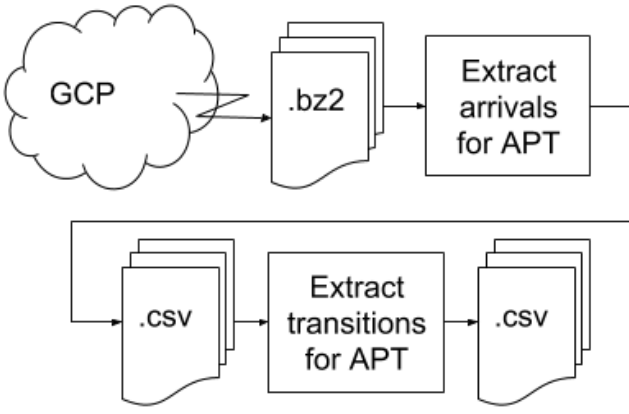 GCP
.bz2
Extract
arrivals
for APT
.csv
Extract
transitions
for APT
.csv